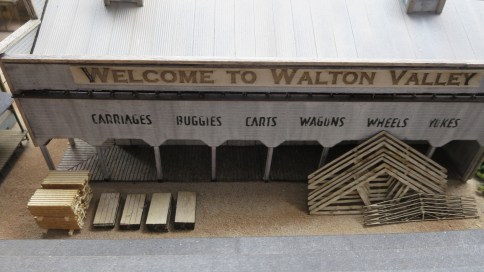 WELCOME TO WALTON VALLEY
CARRIAGES BUGGIES CARTS WAGONS WHEELS YOKES